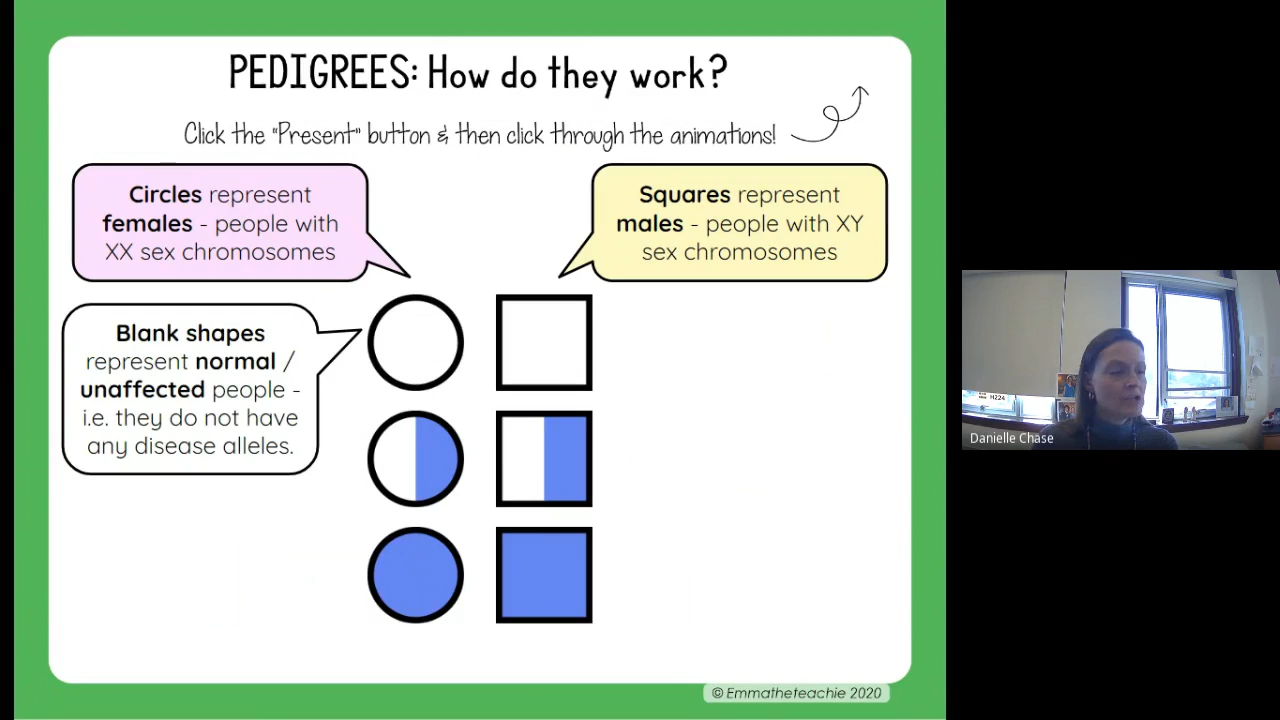 PEDIGREES: How do they work?
Click the "Present" button & then click through the animations!
Circles represent
females - people with
XX sex chromosomes
Squares represent
males - people with XY
sex chromosomes
Blank shapes
represent normal /
unaffected people -
i.e. they do not have
any disease alleles.
H224
Danielle Chase
© Emmatheteachie 2020